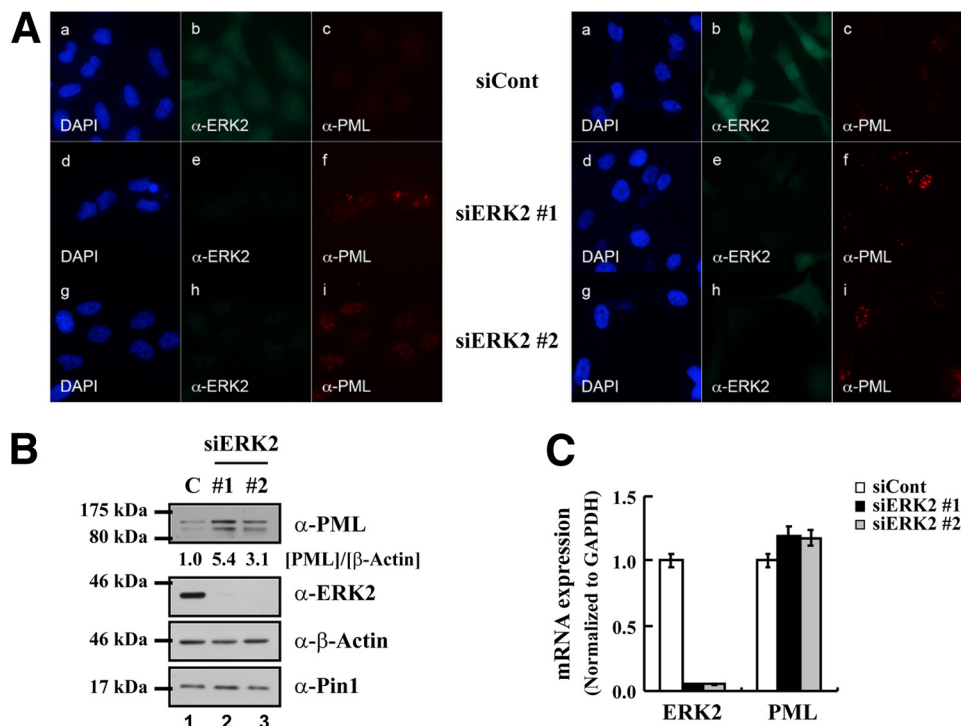 A
a b c
DAPI α-ERK2 α-PML
d e f
DAPI α-ERK2 α-PML
g h i
DAPI α-ERK2 α-PML
siCont
siERK2 #1
siERK2 #2
a b c
DAPI α-ERK2 α-PML
d e f
DAPI α-ERK2 α-PML
g h i
DAPI α-ERK2 α-PML
B
siERK2
C #1 #2
175 kDa
80 kDa
α-PML
1.0 5.4 3.1 [PML]/[β-Actin]
46 kDa
α-ERK2
46 kDa α-β-Actin
17 kDa α-Pin1
1 2 3
C
siCont
siERK2 #1
siERK2 #2
mRNA expression
(Normalized to GAPDH)
1.5
1.0
0.5
0.0
ERK2 PML